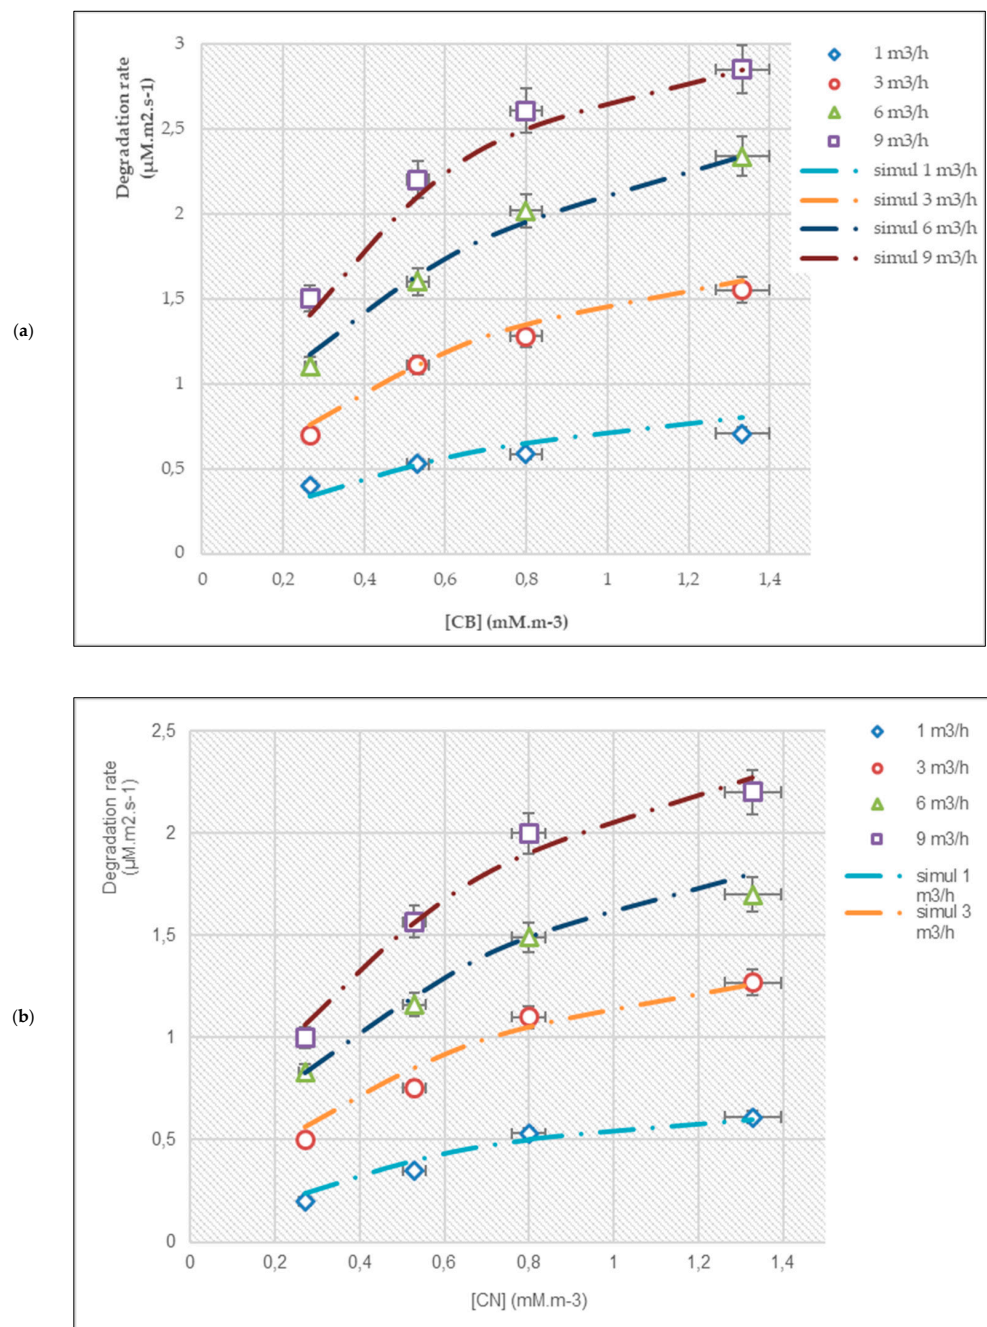 (a)
Degradation rate
(µM.m2.s-1)
3
2,5
2
1,5
1
0,5
0
0
0,2
0,4
0,6
0,8
1
1,2
1,4
[CB] (mM.m-3)
1 m3/h
3 m3/h
6 m3/h
9 m3/h
simul 1 m3/h
simul 3 m3/h
simul 6 m3/h
simul 9 m3/h
(b)
Degradation rate
(µM.m2.s-1)
2,5
2
1,5
1
0,5
0
0
0,2
0,4
0,6
0,8
1
1,2
1,4
[CN] (mM.m-3)
1 m3/h
3 m3/h
6 m3/h
9 m3/h
simul 1
m3/h
simul 3
m3/h